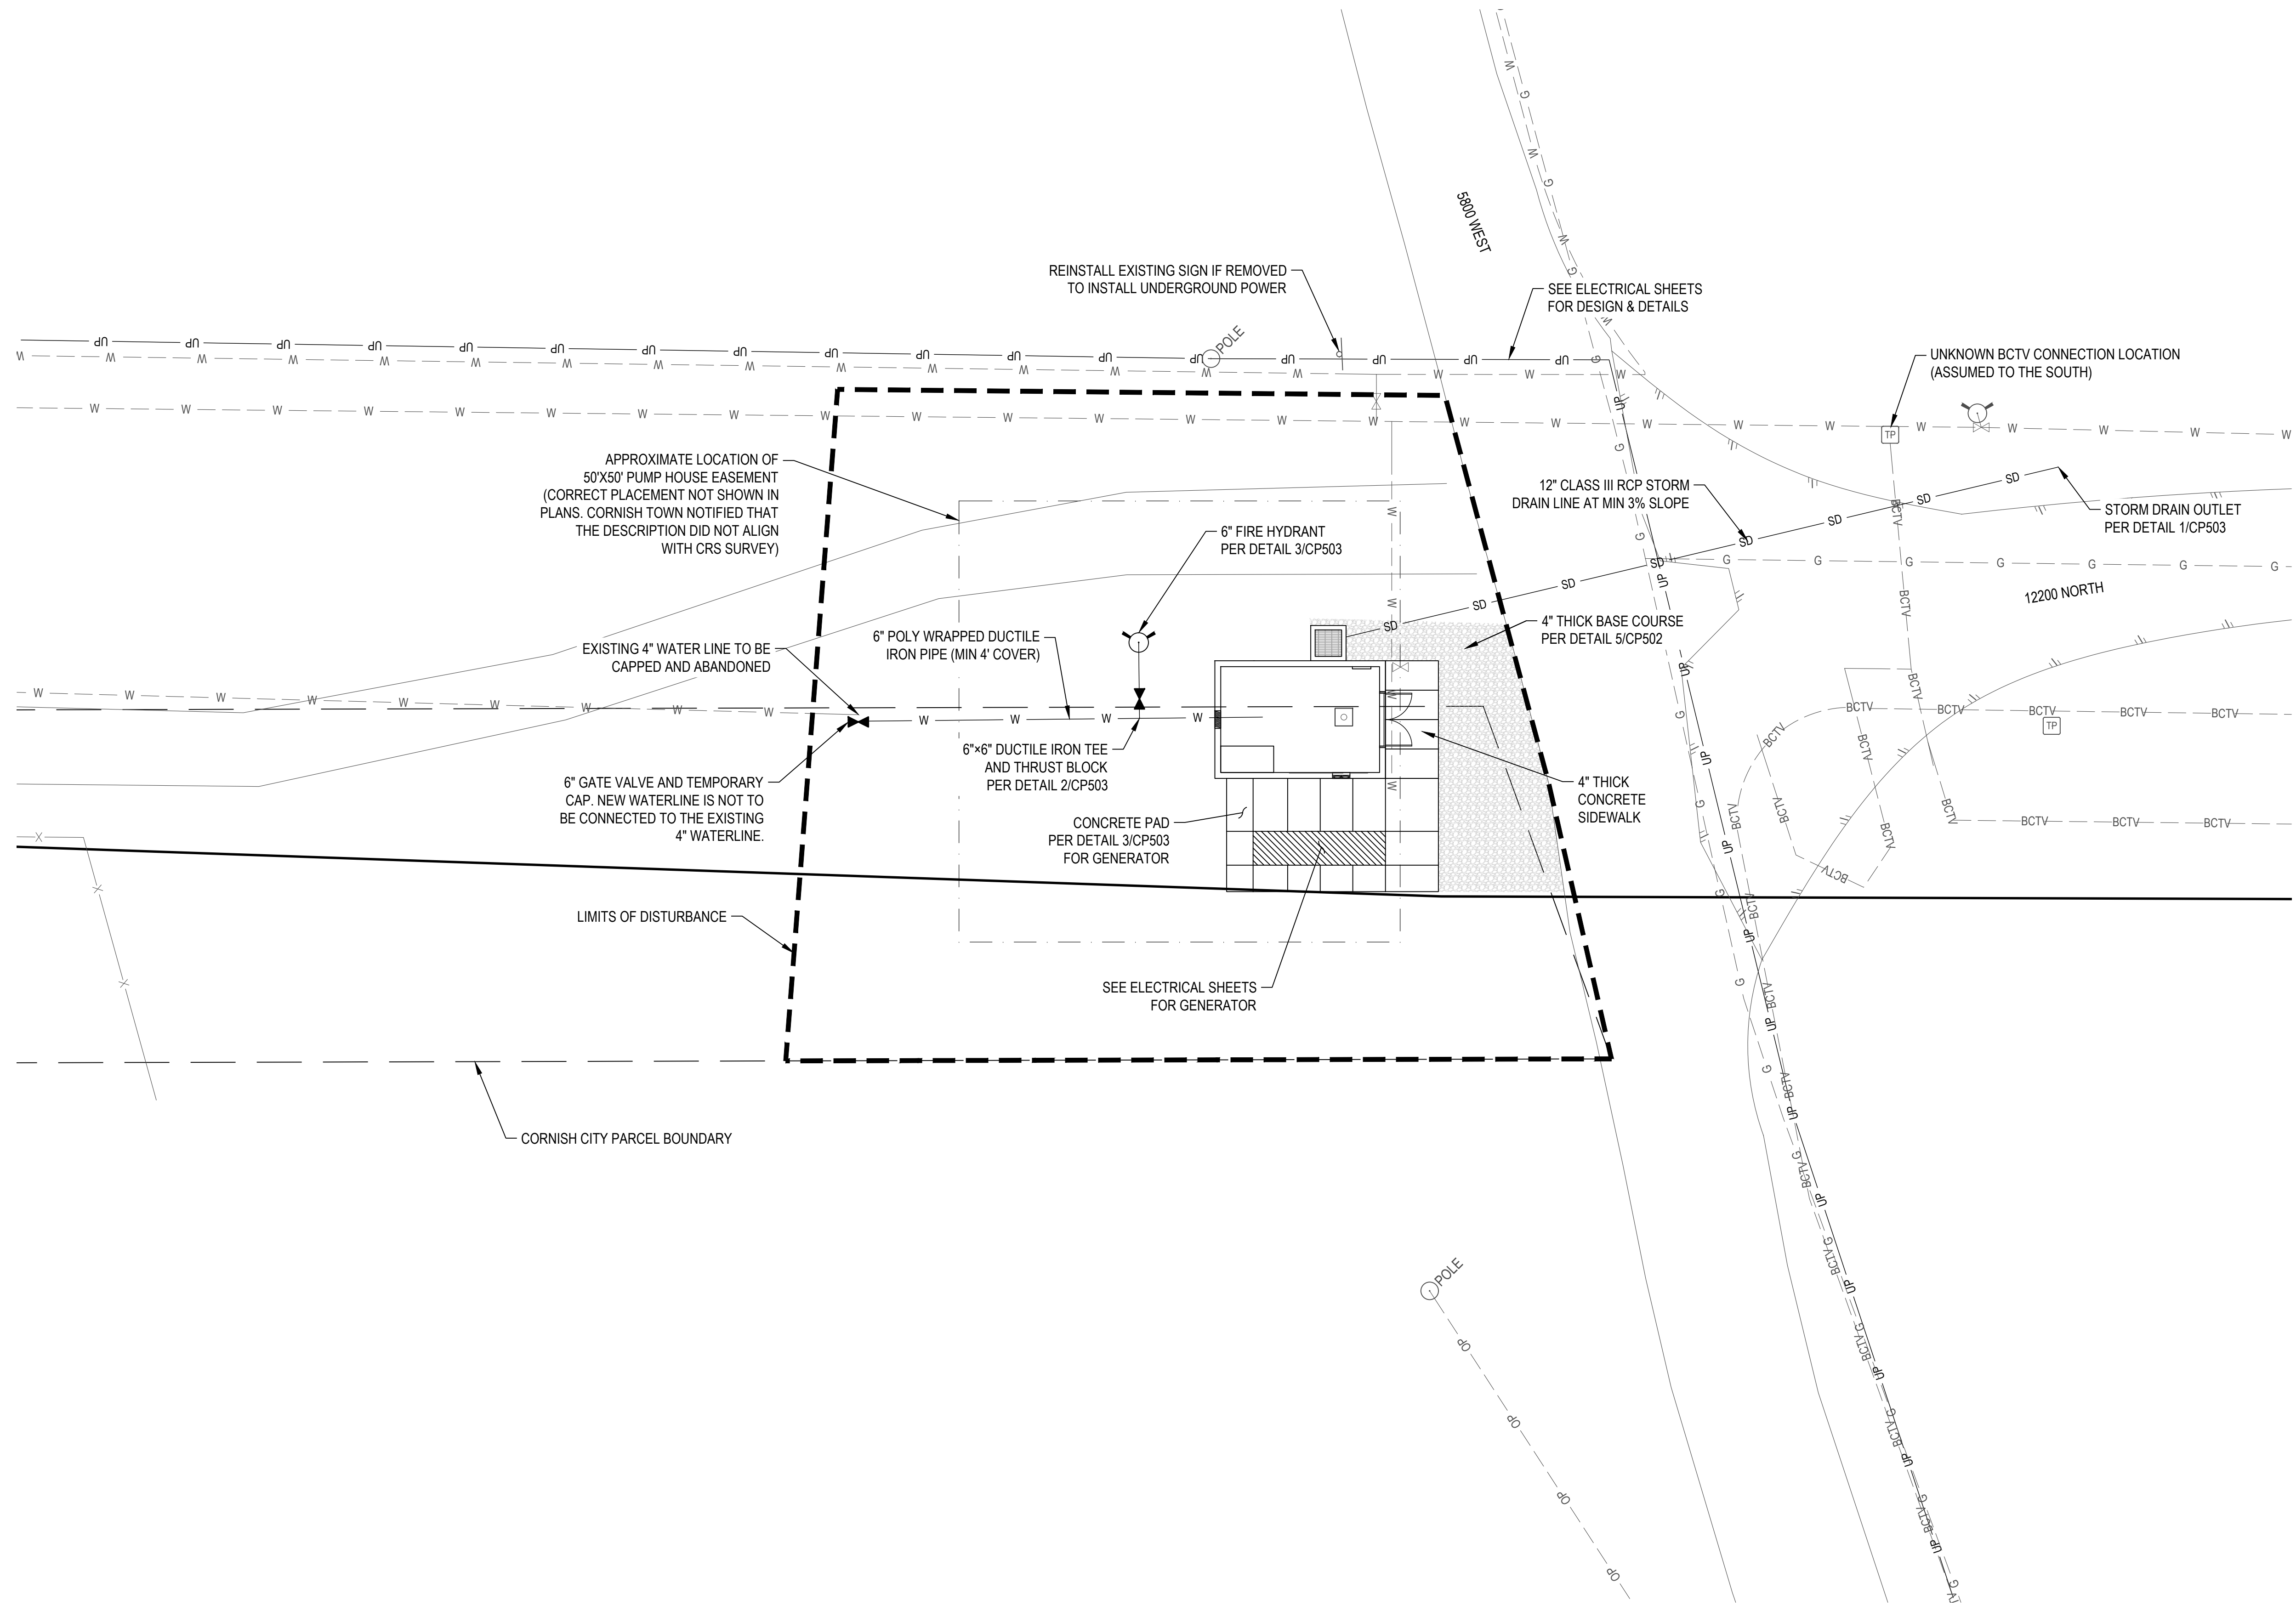 5800 WEST
REINSTALL EXISTING SIGN IF REMOVED
TO INSTALL UNDERGROUND POWER
SEE ELECTRICAL SHEETS
FOR DESIGN & DETAILS
POLE
UNKNOWN BCTV CONNECTION LOCATION
(ASSUMED TO THE SOUTH)
TP
APPROXIMATE LOCATION OF
50'X50' PUMP HOUSE EASEMENT
(CORRECT PLACEMENT NOT SHOWN IN
PLANS. CORNISH TOWN NOTIFIED THAT
THE DESCRIPTION DID NOT ALIGN
WITH CRS SURVEY)
12" CLASS III RCP STORM
DRAIN LINE AT MIN 3% SLOPE
STORM DRAIN OUTLET
PER DETAIL 1/CP503
6" FIRE HYDRANT
PER DETAIL 3/CP503
12200 NORTH
4" THICK BASE COURSE
PER DETAIL 5/CP502
EXISTING 4" WATER LINE TO BE
CAPPED AND ABANDONED
6" POLY WRAPPED DUCTILE
IRON PIPE (MIN 4' COVER)
TP
6"×6" DUCTILE IRON TEE
AND THRUST BLOCK
PER DETAIL 2/CP503
6" GATE VALVE AND TEMPORARY
CAP. NEW WATERLINE IS NOT TO
BE CONNECTED TO THE EXISTING
4" WATERLINE.
4" THICK
CONCRETE
SIDEWALK
CONCRETE PAD
PER DETAIL 3/CP503
FOR GENERATOR
LIMITS OF DISTURBANCE
SEE ELECTRICAL SHEETS
FOR GENERATOR
CORNISH CITY PARCEL BOUNDARY
POLE
UP
W
G
SD
BCTV
OP
X